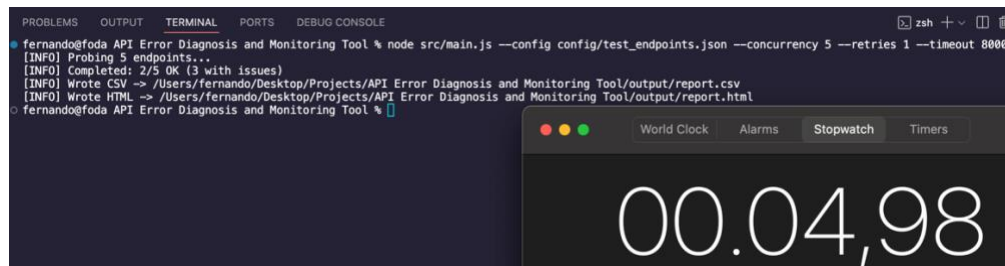 PROBLEMS OUTPUT TERMINAL PORTS DEBUG CONSOLE zsh
fernando@foda API Error Diagnosis and Monitoring Tool % node src/main.js --config config/test_endpoints.json --concurrency 5 --retries 1 --timeout 8000
[INFO] Probing 5 endpoints...
[INFO] Completed: 2/5 OK (3 with issues)
[INFO] Wrote CSV -> /Users/fernando/Desktop/Projects/API Error Diagnosis and Monitoring Tool/output/report.csv
[INFO] Wrote HTML -> /Users/fernando/Desktop/Projects/API Error Diagnosis and Monitoring Tool/output/report.html
fernando@foda API Error Diagnosis and Monitoring Tool %
World Clock Alarms Stopwatch Timers
00.04,98